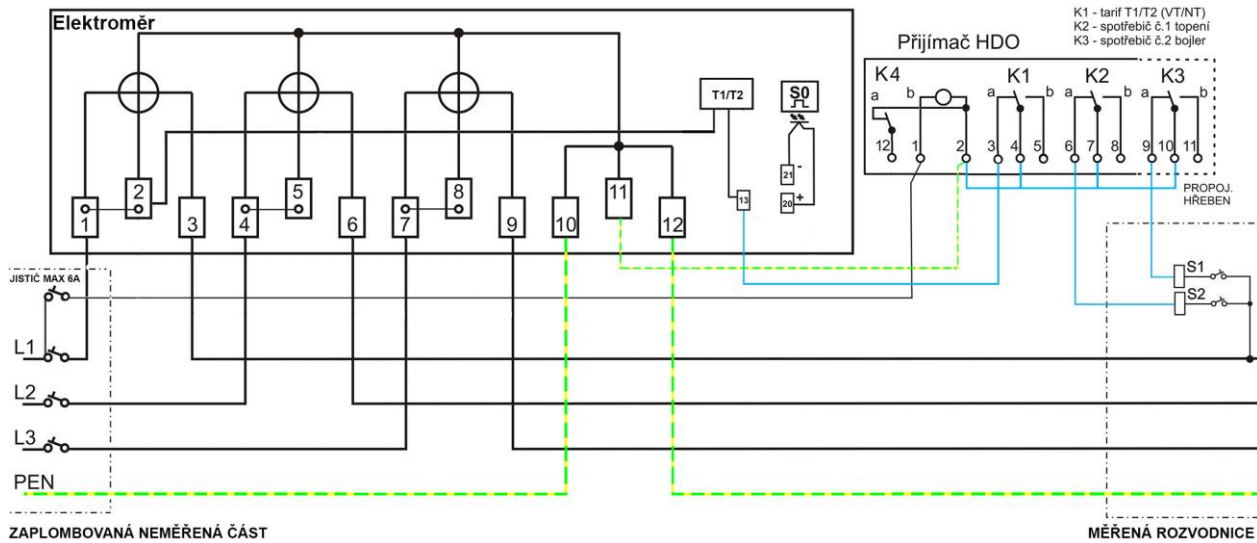 K1 - tarif T1/T2 (VT/NT)
K2 - spotřebič č.1 topení
K3 - spotřebič č.2 bojler
Elektroměr
Přijímač HDO
T1/T2
S0
K4
K1
K2
K3
a b a b a b a b
12 1 2 3 4 5 6 7 8 9 10 11
21 -
20 +
13
1 2 3 4 5 6 7 8 9 10 11 12
PROPOJ.
HŘEBEN
JISTIČ MAX 6A
S1
S2
L1
L2
L3
PEN
ZAPLOMBOVANÁ NEMĚŘENÁ ČÁST
MĚŘENÁ ROZVODNICE